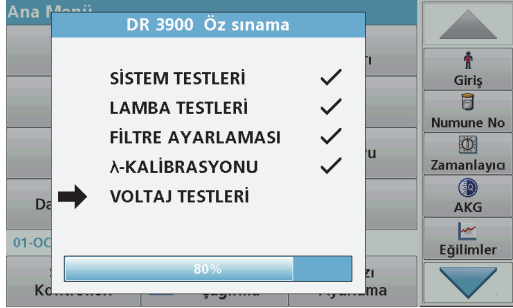 Ana Menü
DR 3900 Öz sınama
SİSTEM TESTLERİ
LAMBA TESTLERİ
FİLTRE AYARLAMASI
λ-KALİBRASYONU
VOLTAJ TESTLERİ
80%
01-OC
Giriş
Numune No
Zamanlayıcı
AKG
Eğilimler